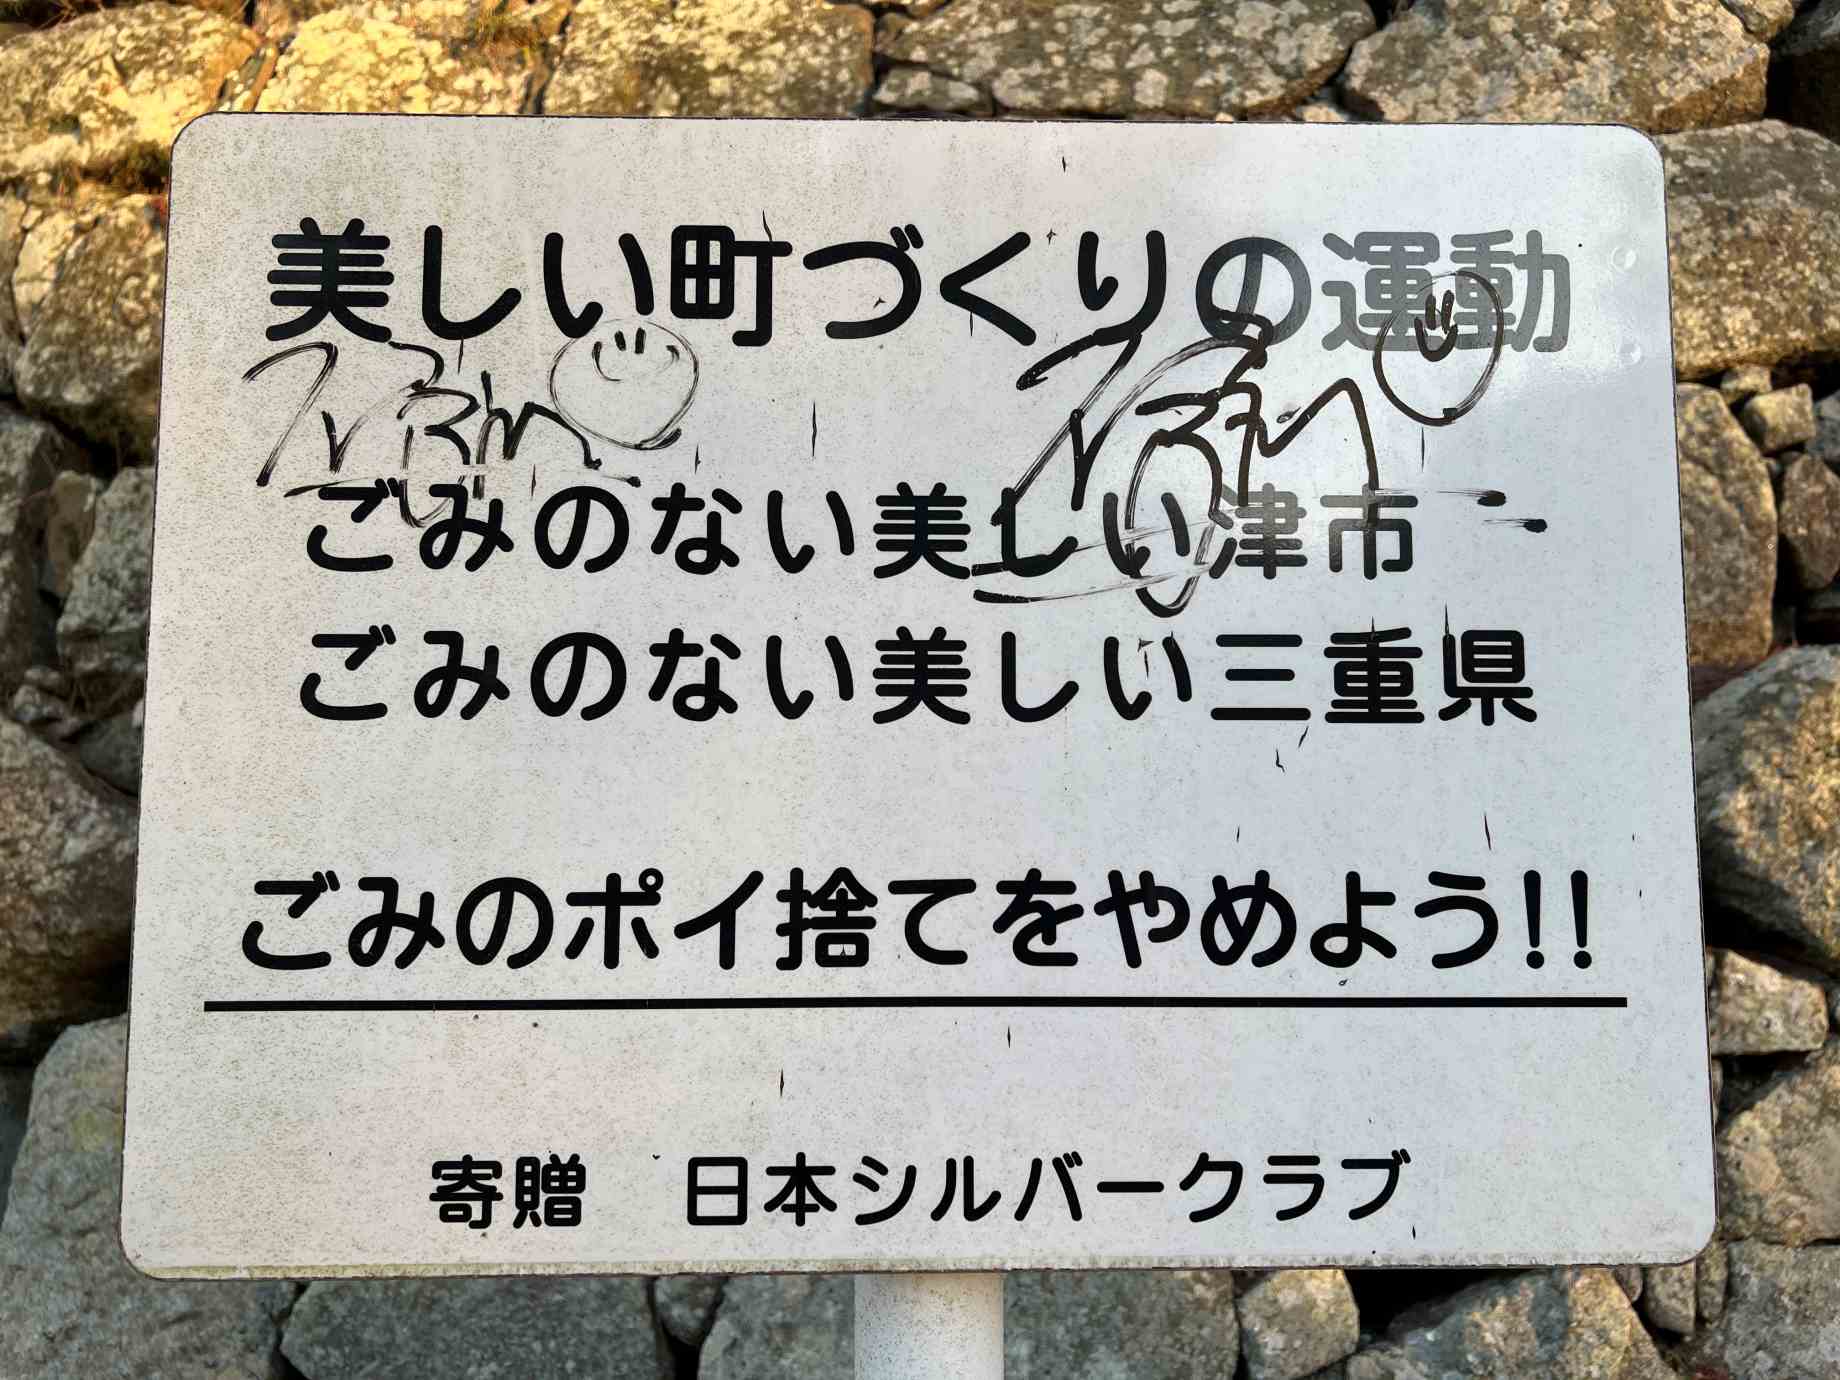 美しい町づくりの運動
ごみのない美しい津市
ごみのない美しい三重県
ごみのポイ捨てをやめよう!!
寄贈　日本シルバークラブ